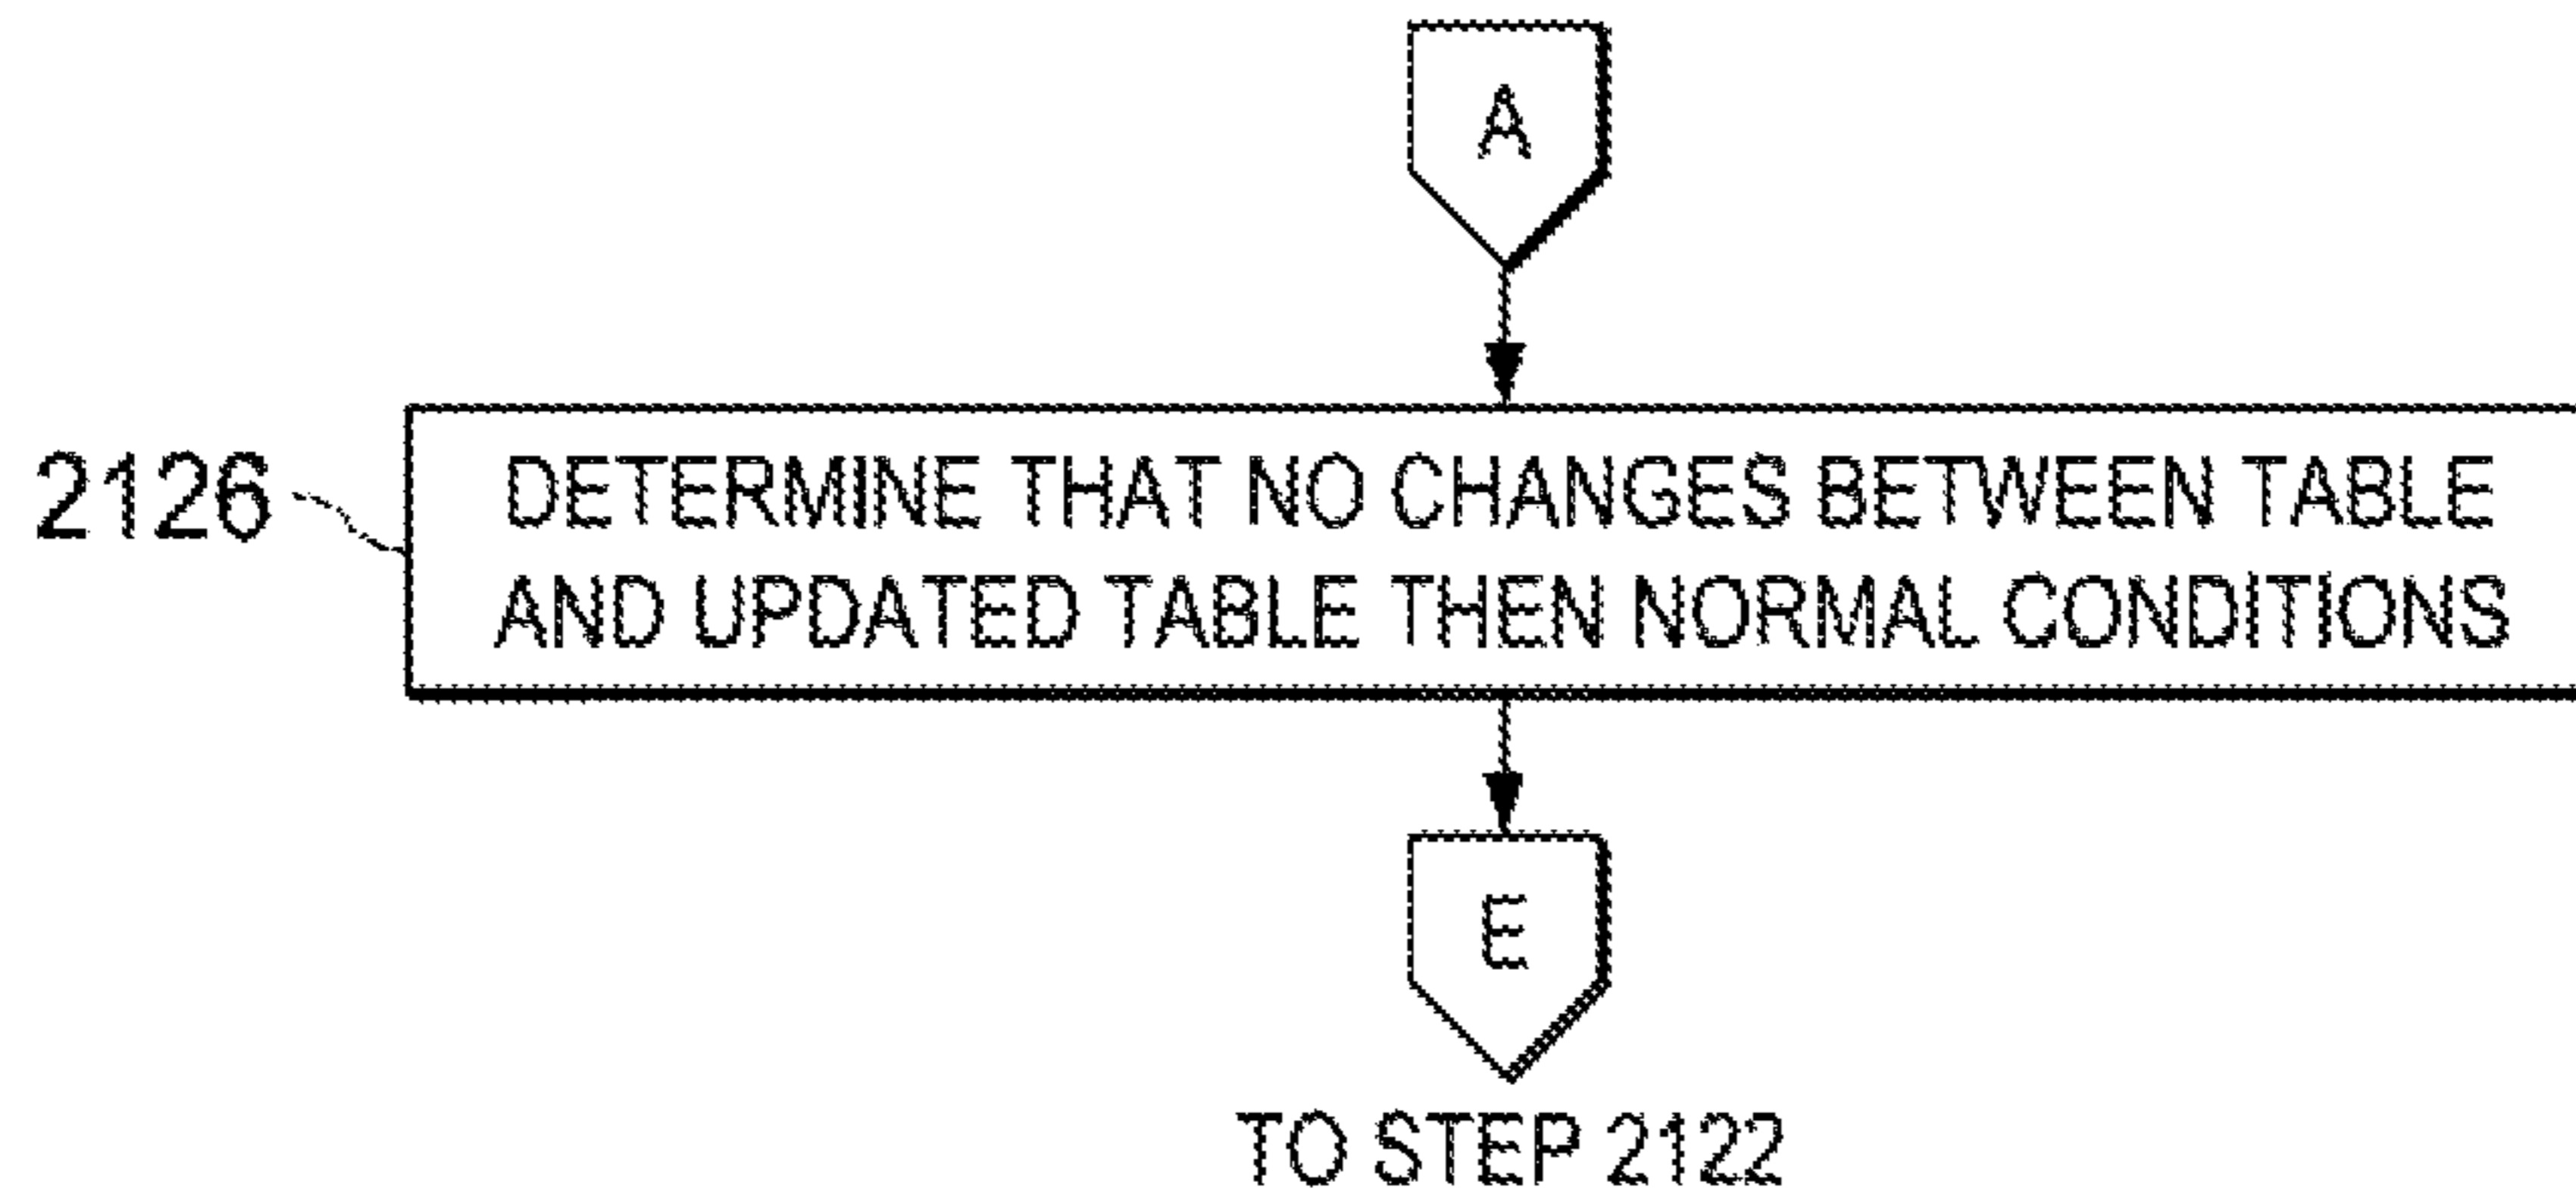 A
2126
DETERMINE THAT NO CHANGES BETWEEN TABLE
AND UPDATED TABLE THEN NORMAL CONDITIONS
E
TO STEP 2122